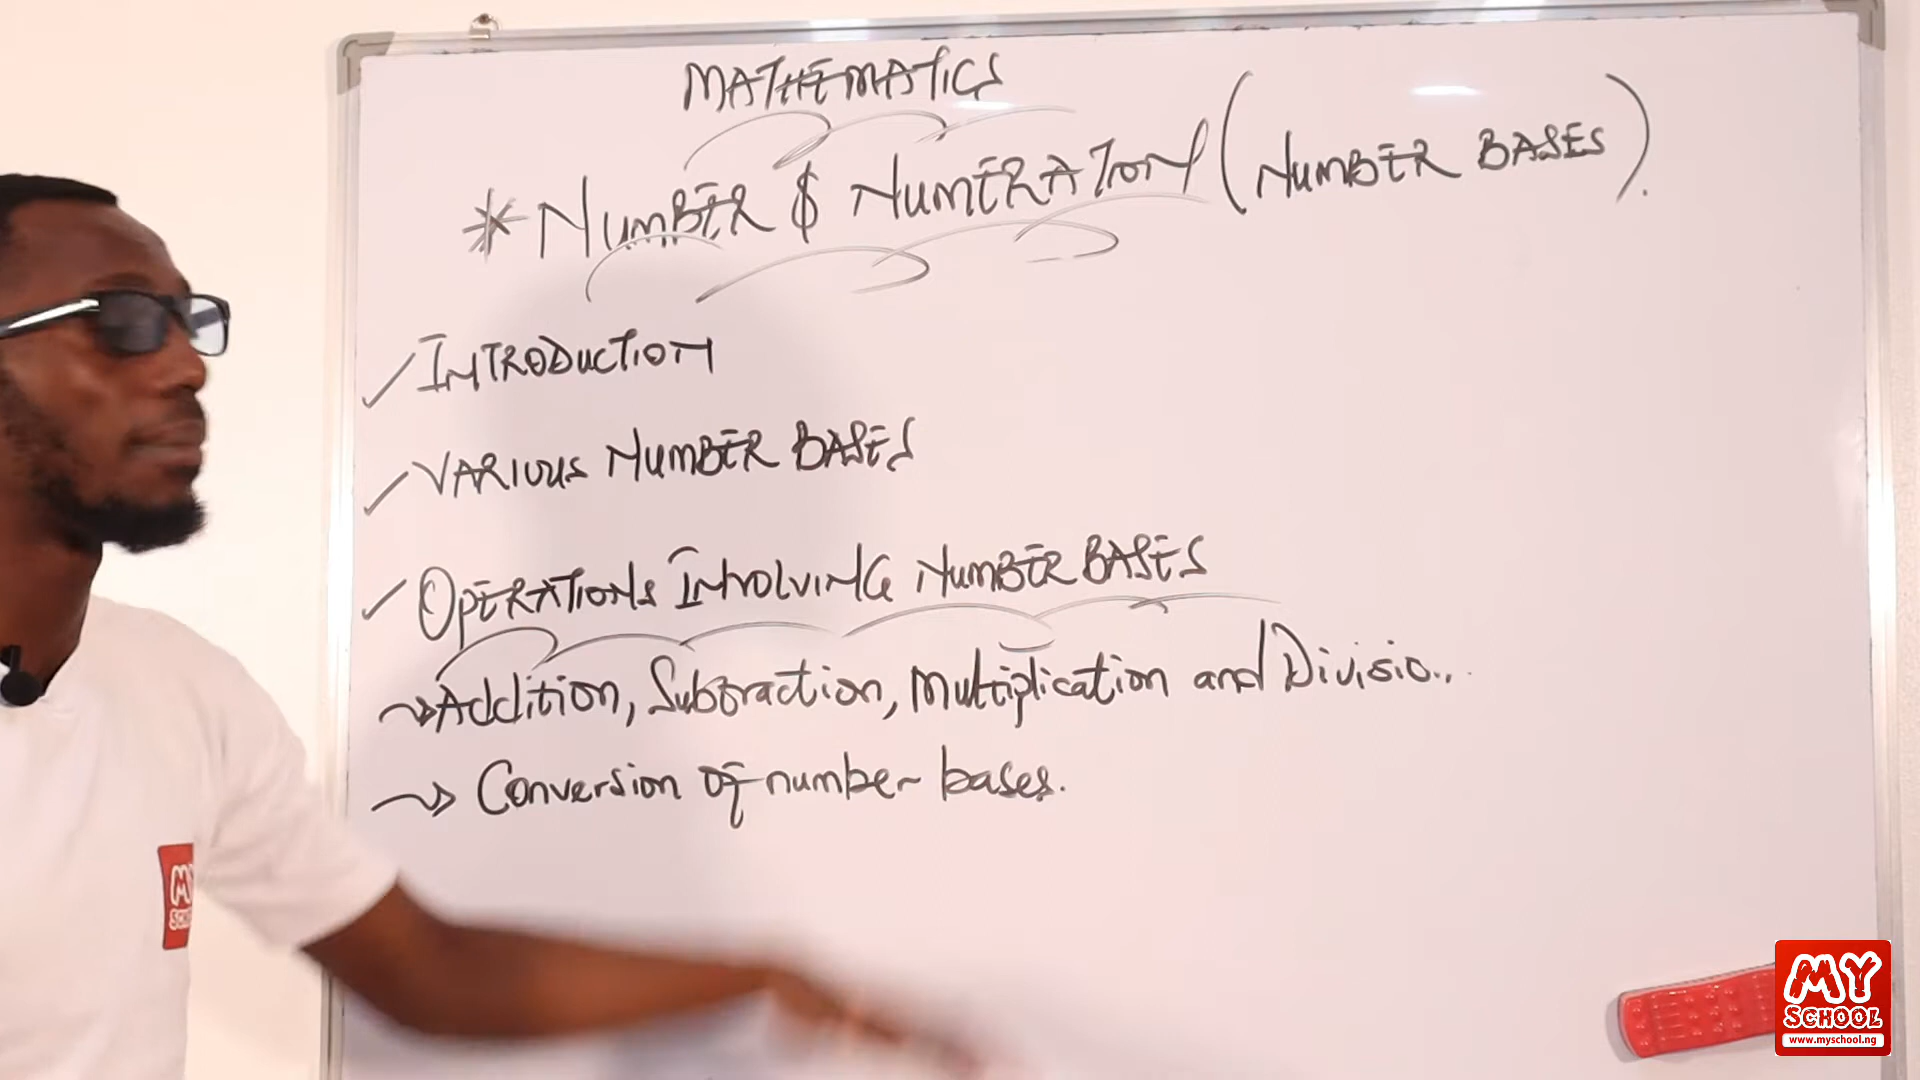 MATHEMATICS
* NUMBER & NUMERATION (NUMBER BASES).
✓ INTRODUCTION
✓ VARIOUS NUMBER BASES
✓ OPERATIONS INVOLVING NUMBER BASES
→ Addition, Subtraction, Multiplication and Divisio...
→ Conversion of number bases.
MY
SCHOOL
www.myschool.ng